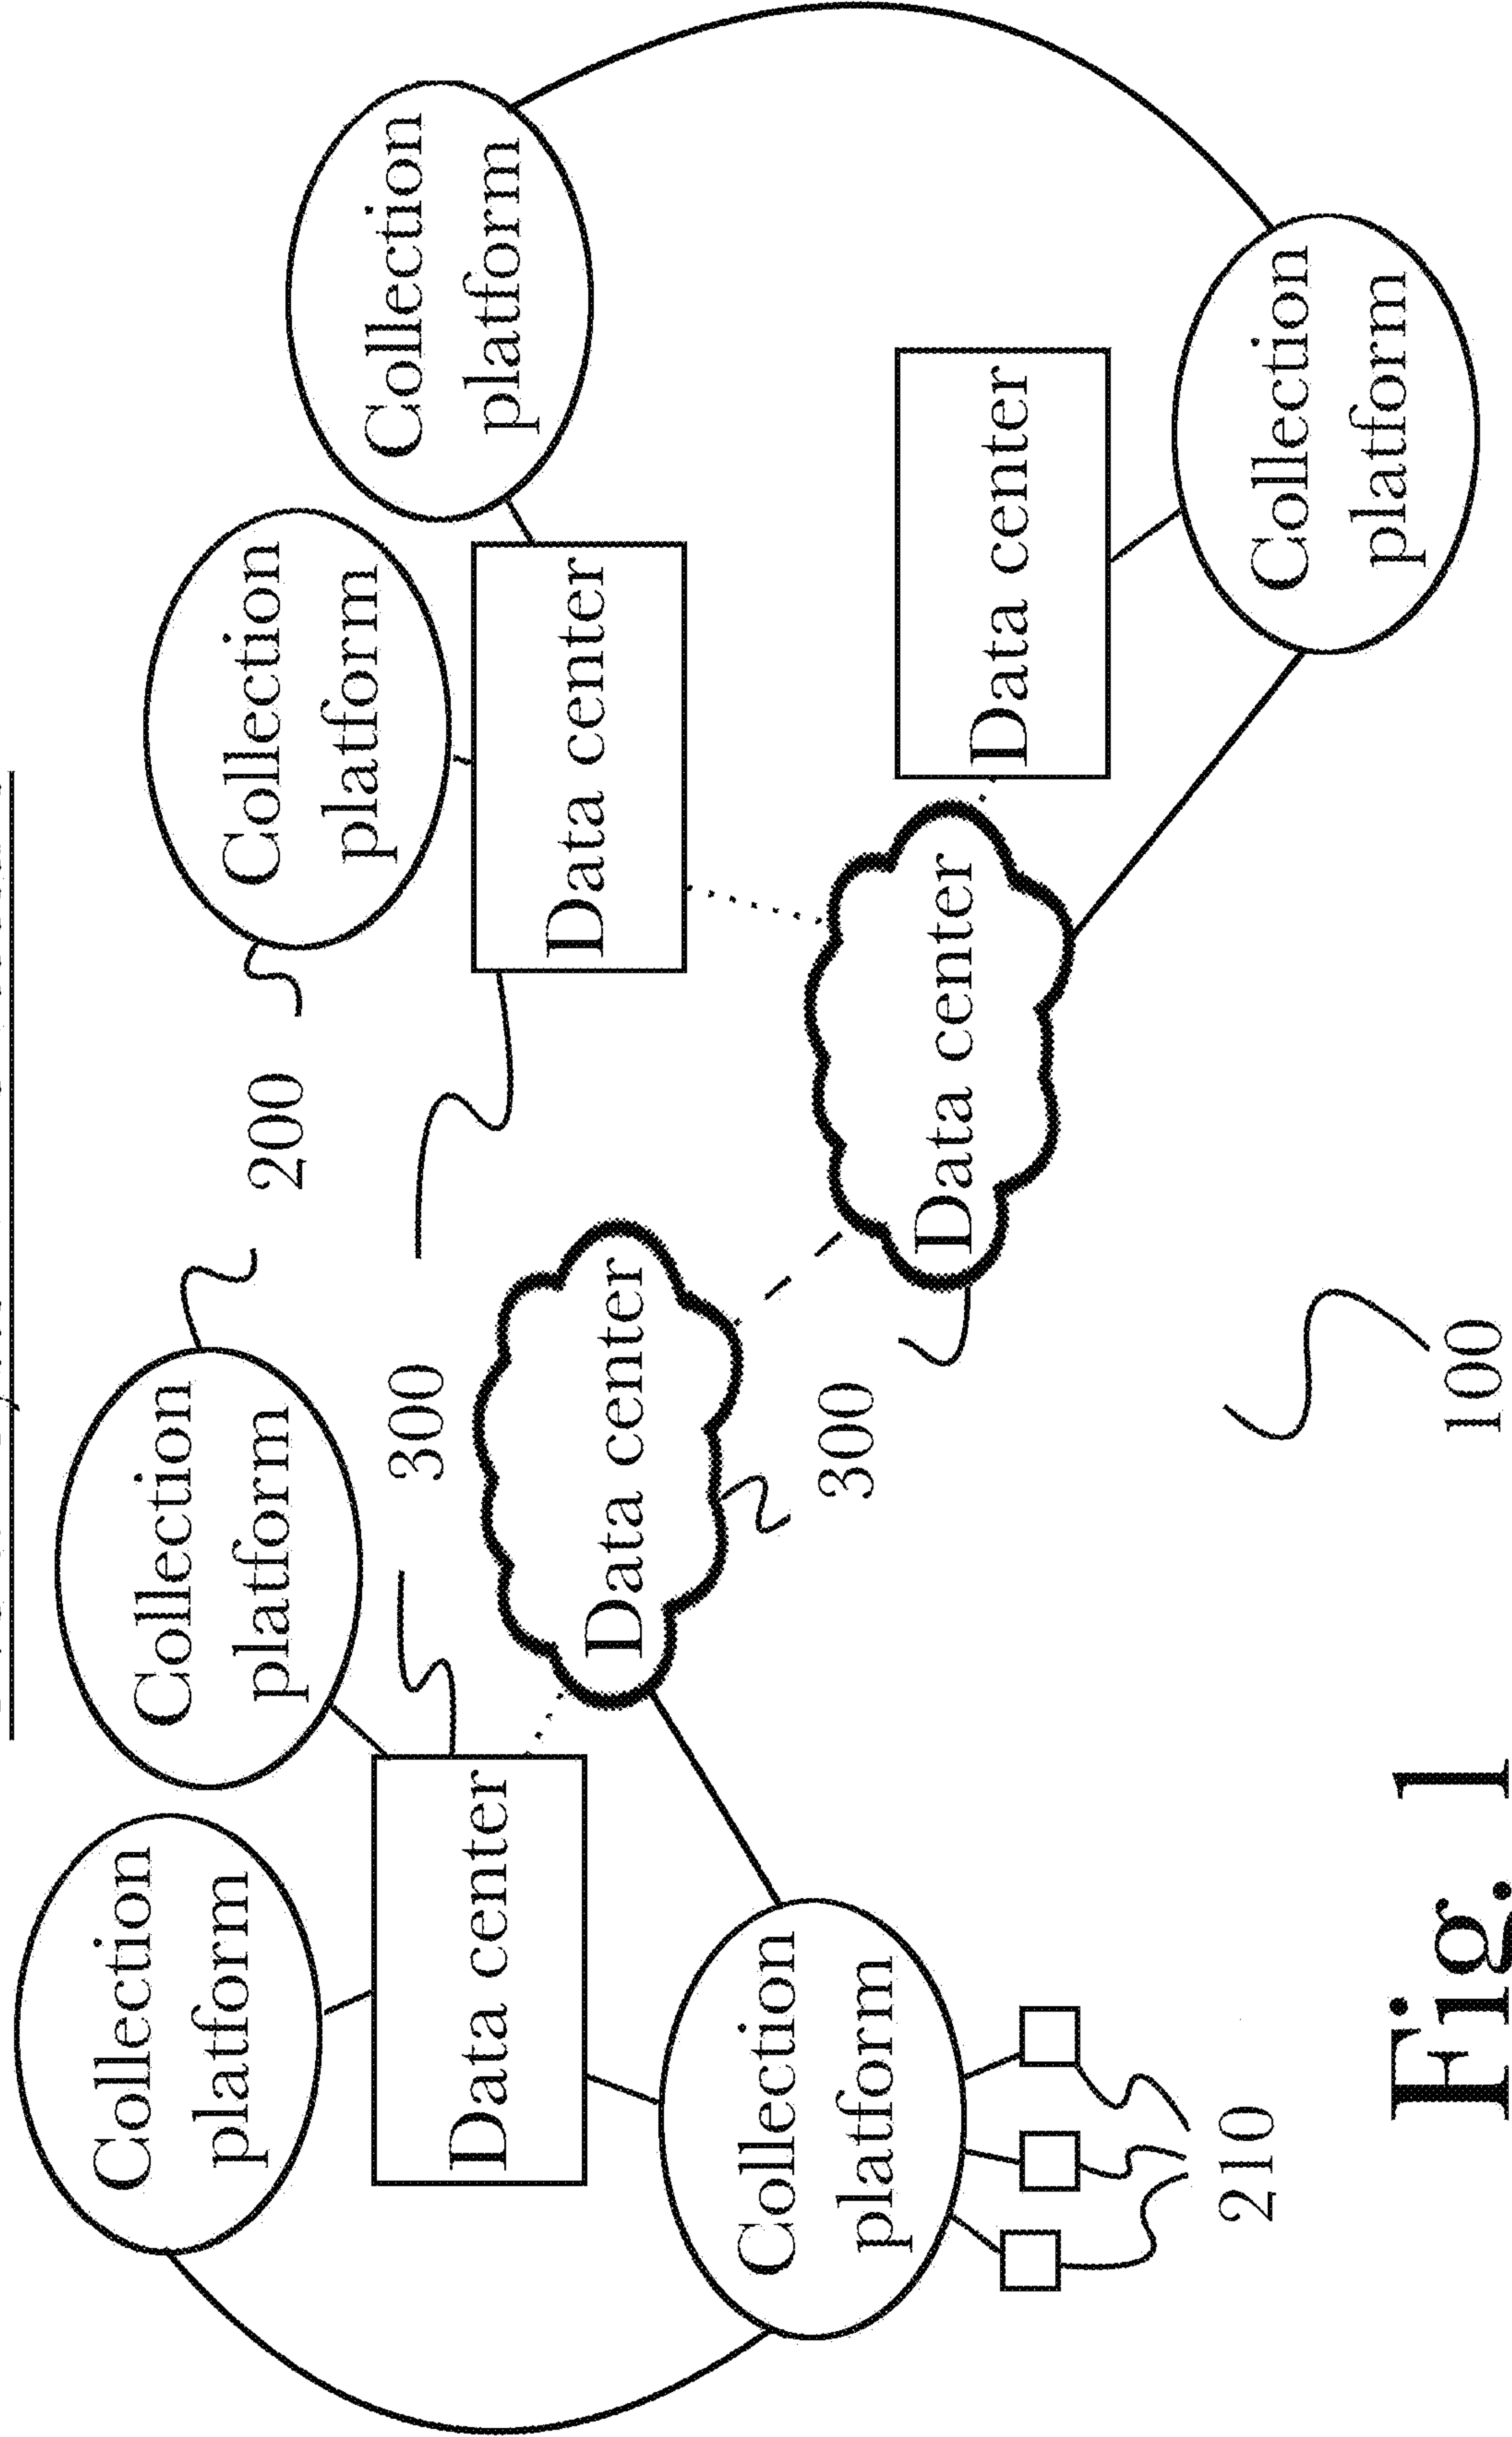 Collection
platform
Collection
platform
Collection
platform
200
Collection
platform
300
Data center
Data center
Data center
Collection
platform
300
Data center
Data center
210
Collection
platform
100
Fig. 1